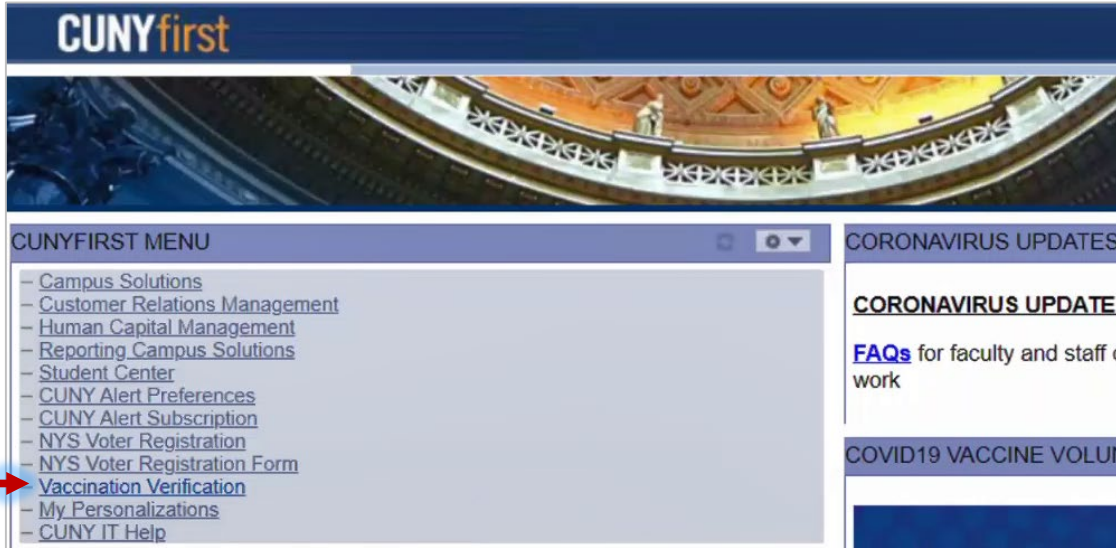 CUNYfirst
CUNYFIRST MENU
– Campus Solutions
– Customer Relations Management
– Human Capital Management
– Reporting Campus Solutions
– Student Center
– CUNY Alert Preferences
– CUNY Alert Subscription
– NYS Voter Registration
– NYS Voter Registration Form
– Vaccination Verification
– My Personalizations
– CUNY IT Help
CORONAVIRUS UPDATES
CORONAVIRUS UPDATE
FAQs for faculty and staff
work
COVID19 VACCINE